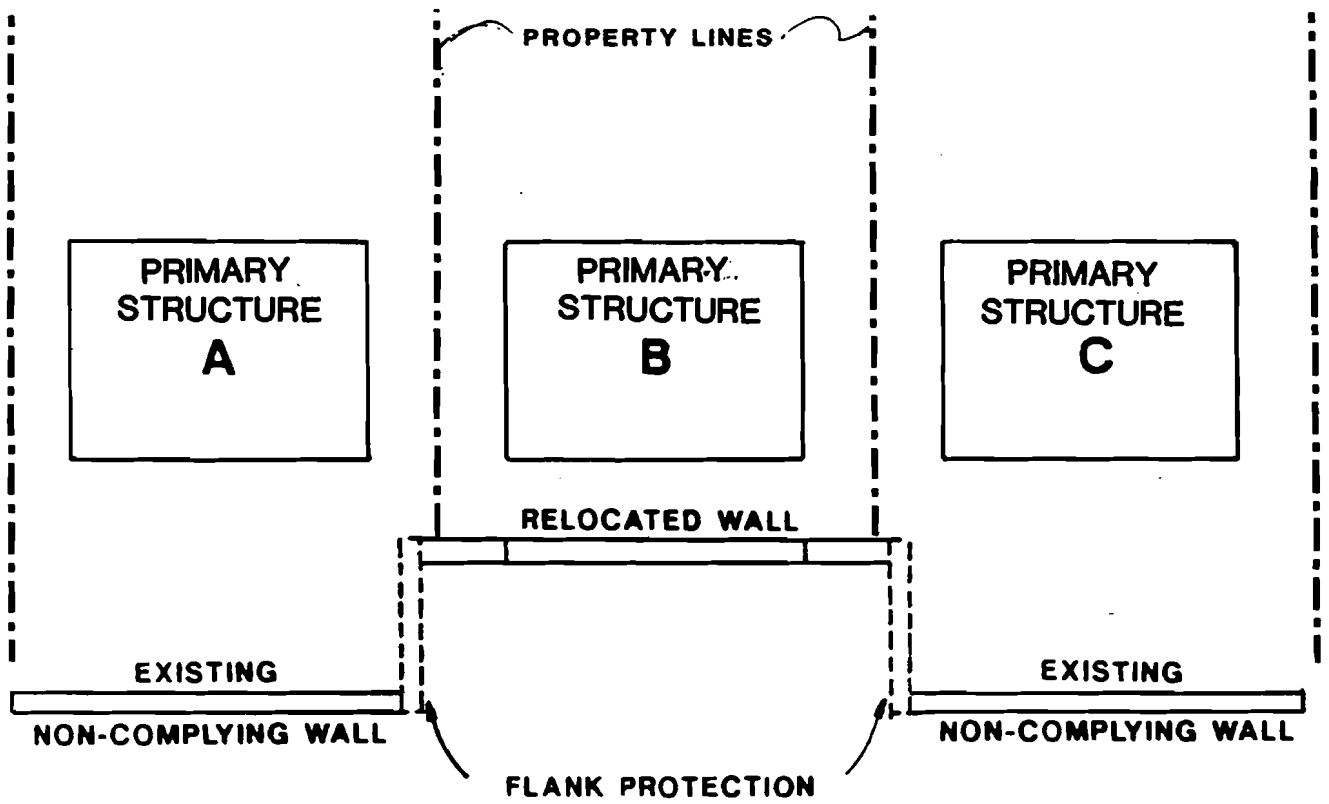 PROPERTY LINES
PRIMARY
STRUCTURE
A
PRIMARY
STRUCTURE
B
PRIMARY
STRUCTURE
C
RELOCATED WALL
EXISTING
NON-COMPLYING WALL
EXISTING
NON-COMPLYING WALL
FLANK PROTECTION